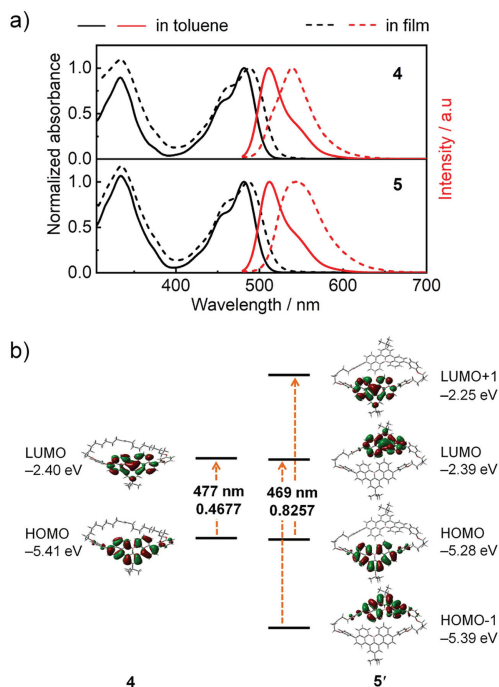 a)
in toluene
in film
Normalized absorbance
Intensity / a.u
1.0
0.5
0.0
4
1.0
0.5
0.0
5
400
500
600
700
Wavelength / nm
b)
LUMO+1
–2.25 eV
LUMO
–2.40 eV
477 nm
0.4677
469 nm
0.8257
LUMO
–2.39 eV
HOMO
–5.41 eV
HOMO
–5.28 eV
HOMO-1
–5.39 eV
4
5′